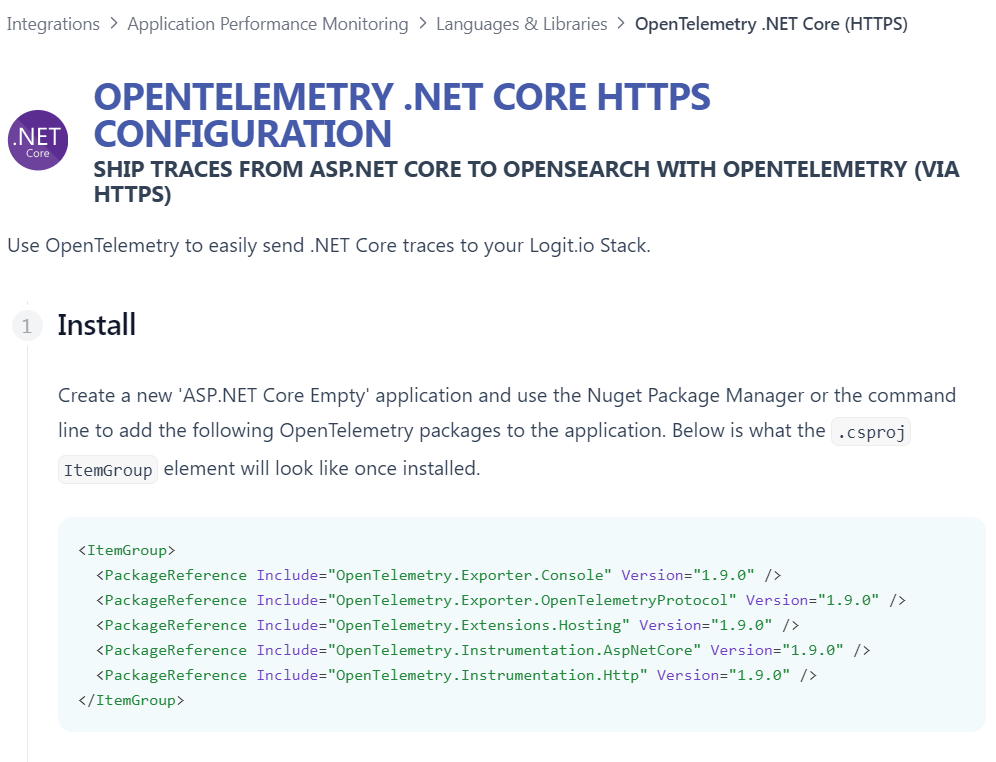 Integrations > Application Performance Monitoring > Languages & Libraries > OpenTelemetry .NET Core (HTTPS)
.NET
Core
OPENTELEMETRY .NET CORE HTTPS
CONFIGURATION
SHIP TRACES FROM ASP.NET CORE TO OPENSEARCH WITH OPENTELEMETRY (VIA
HTTPS)
Use OpenTelemetry to easily send .NET Core traces to your Logit.io Stack.
1 Install
Create a new 'ASP.NET Core Empty' application and use the Nuget Package Manager or the command
line to add the following OpenTelemetry packages to the application. Below is what the .csproj
ItemGroup element will look like once installed.
<ItemGroup>
  <PackageReference Include="OpenTelemetry.Exporter.Console" Version="1.9.0" />
  <PackageReference Include="OpenTelemetry.Exporter.OpenTelemetryProtocol" Version="1.9.0" />
  <PackageReference Include="OpenTelemetry.Extensions.Hosting" Version="1.9.0" />
  <PackageReference Include="OpenTelemetry.Instrumentation.AspNetCore" Version="1.9.0" />
  <PackageReference Include="OpenTelemetry.Instrumentation.Http" Version="1.9.0" />
</ItemGroup>